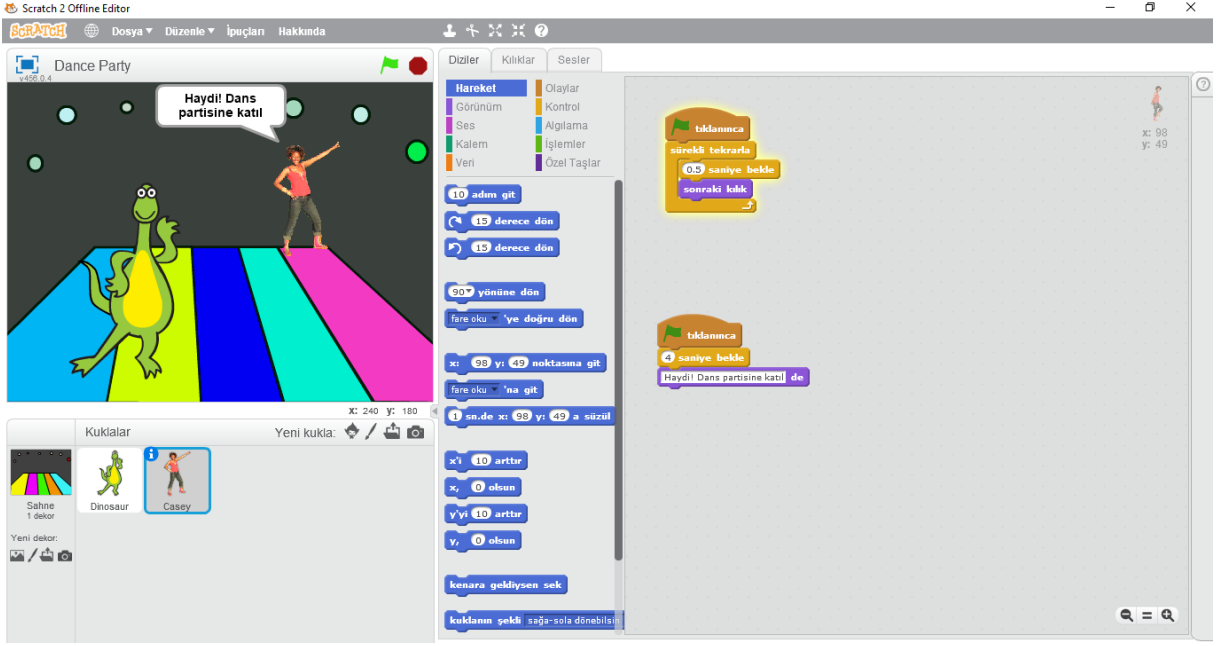 Scratch 2 Offline Editor
SCRATCH Dosya Düzenle İpuçları Hakkında
Dance Party
v456.0.4
Haydi! Dans
partisine katıl
X: 240 y: 180
Kuklalar Yeni kukla:
Sahne
1 dekor
Yeni dekor:
Dinosaur
Casey
Diziler Kılıklar Sesler
Hareket Olaylar
Görünüm Kontrol
Ses Algılama
Kalem İşlemler
Veri Özel Taşlar
10 adım git
15 derece dön
15 derece dön
90 yönüne dön
fare oku 'ye doğru dön
x: 98 y: 49 noktasına git
fare oku 'na git
1 sn.de x: 98 y: 49 a süzül
x'i 10 arttır
x, 0 olsun
y'yi 10 arttır
y, 0 olsun
kenara geldiysen sek
kuklanın şekli sağa-sola dönebilsin
tıklanınca
sürekli tekrarla
0.5 saniye bekle
sonraki kılık
tıklanınca
4 saniye bekle
Haydi! Dans partisine katıl de
x: 98
y: 49